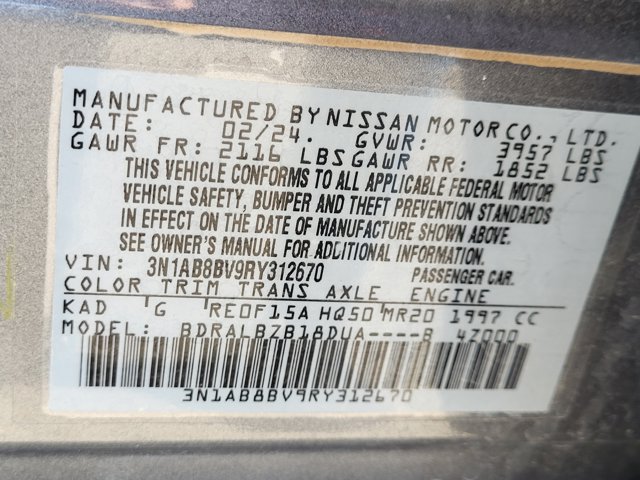 MANUFACTURED BY NISSAN MOTOR CO., LTD.
DATE: 02/24. GVWR: 3957 LBS
GAWR FR: 2116 LBS GAWR RR: 1852 LBS
THIS VEHICLE CONFORMS TO ALL APPLICABLE FEDERAL MOTOR
VEHICLE SAFETY, BUMPER AND THEFT PREVENTION STANDARDS
IN EFFECT ON THE DATE OF MANUFACTURE SHOWN ABOVE.
SEE OWNER'S MANUAL FOR ADDITIONAL INFORMATION.
VIN: 3N1AB8BV9RY312670 PASSENGER CAR.
COLOR TRIM TRANS AXLE ENGINE
KAD G RE0F15A HQ50 MR20 1997 CC
MODEL: BDRALBZB18DUA----B 4Z000
3N1AB8BV9RY312670